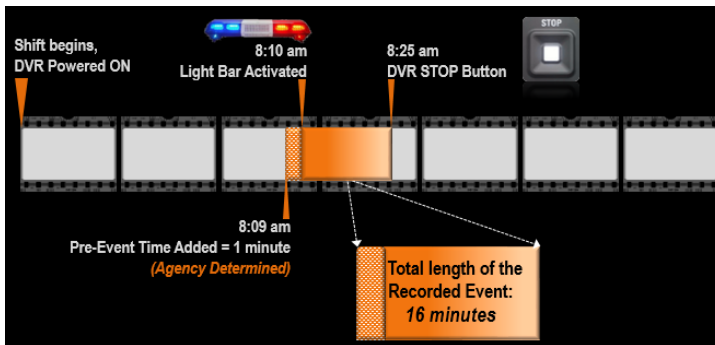 Shift begins,
DVR Powered ON
8:10 am
Light Bar Activated
8:25 am
DVR STOP Button
STOP
8:09 am
Pre-Event Time Added = 1 minute
(Agency Determined)
Total length of the
Recorded Event:
16 minutes